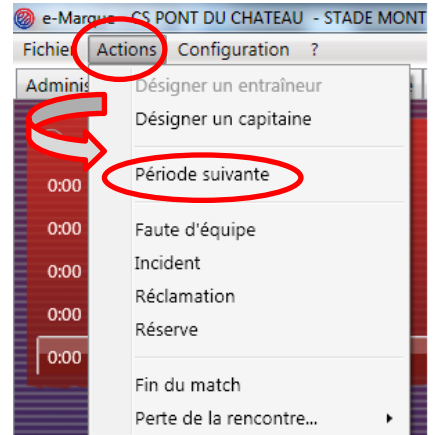 e-Marque - CS PONT DU CHATEAU - STADE MONT
Fichier Actions Configuration ?
Adminis
Désigner un entraîneur
Désigner un capitaine
Période suivante
0:00
Faute d'équipe
0:00
Incident
0:00
Réclamation
0:00
Réserve
0:00
Fin du match
Perte de la rencontre...